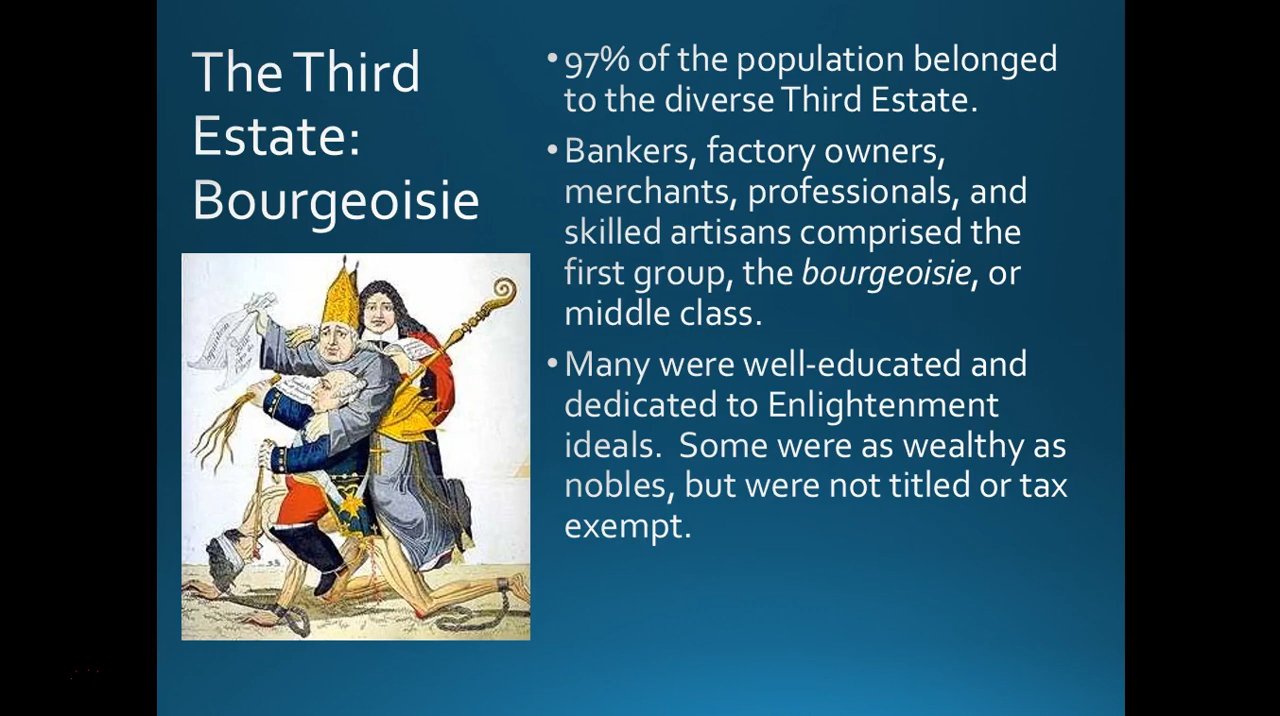 The Third
Estate:
Bourgeoisie
• 97% of the population belonged
to the diverse Third Estate.
• Bankers, factory owners,
merchants, professionals, and
skilled artisans comprised the
first group, the bourgeoisie, or
middle class.
• Many were well-educated and
dedicated to Enlightenment
ideals.  Some were as wealthy as
nobles, but were not titled or tax
exempt.